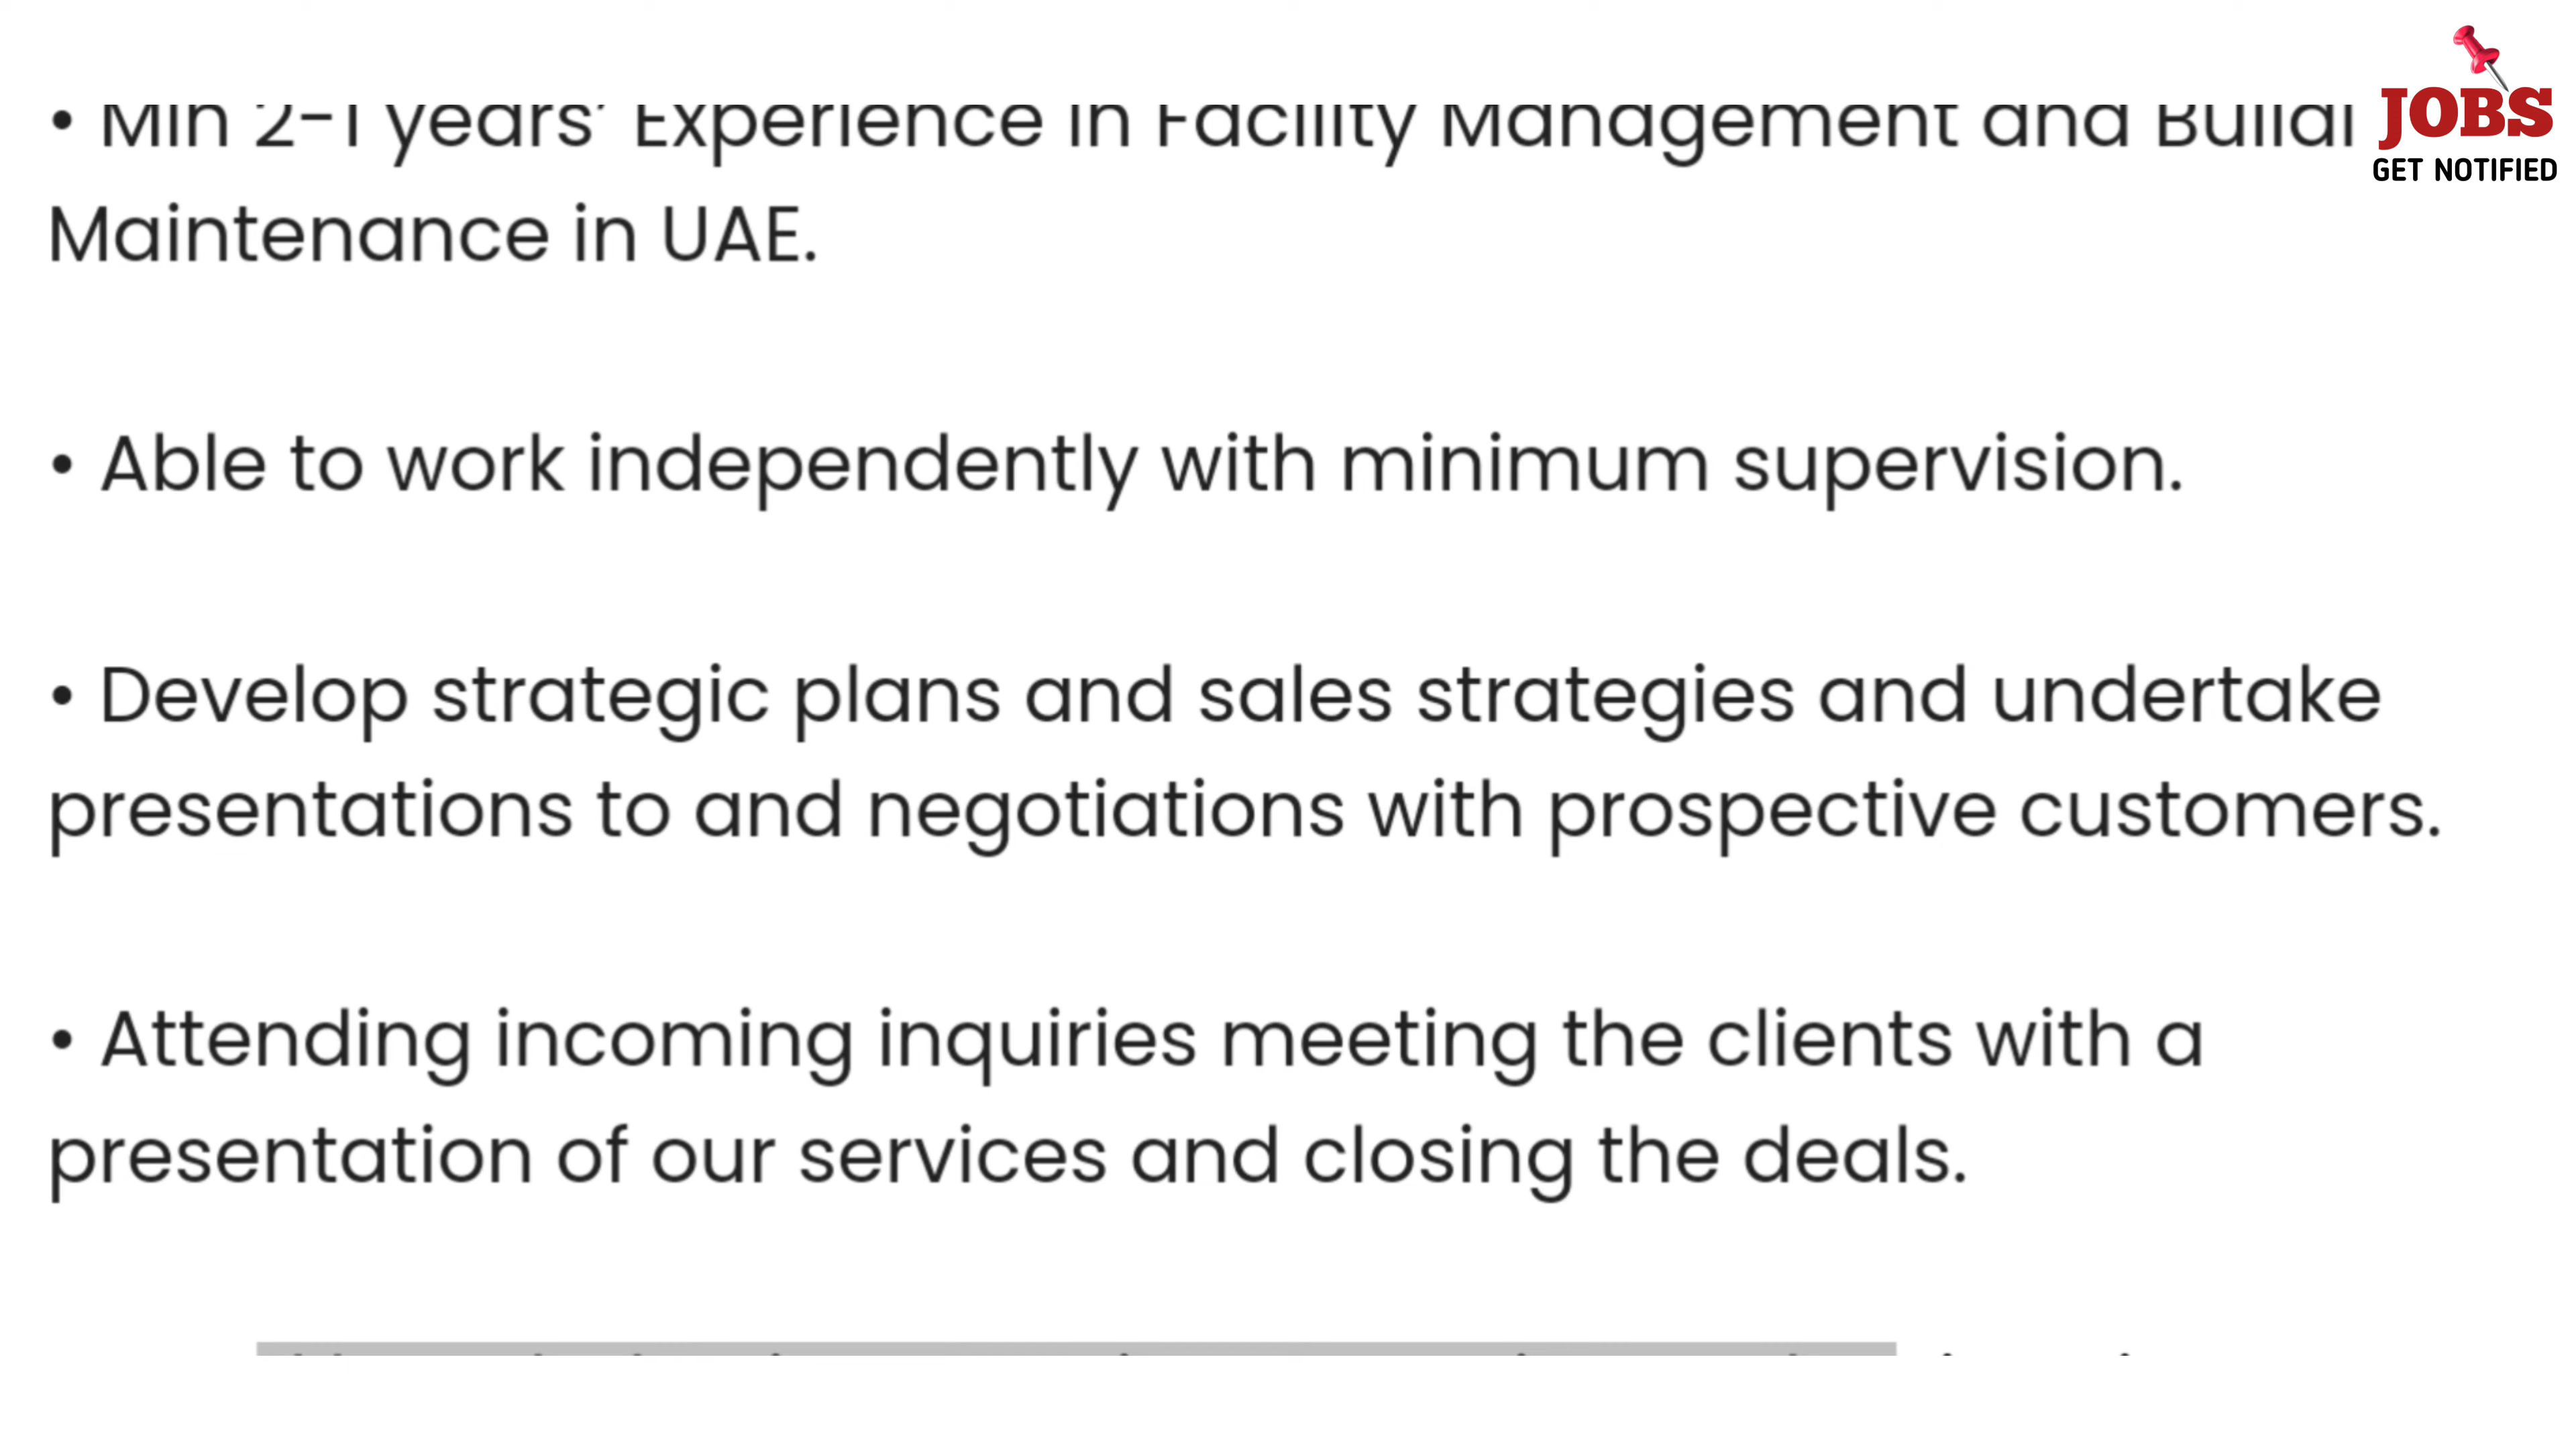 • Min 2-1 years' Experience in Facility Management and
JOBS
GET NOTIFIED
Maintenance in UAE.
• Able to work independently with minimum supervision.
• Develop strategic plans and sales strategies and undertake
presentations to and negotiations with prospective customers.
• Attending incoming inquiries meeting the clients with a
presentation of our services and closing the deals.